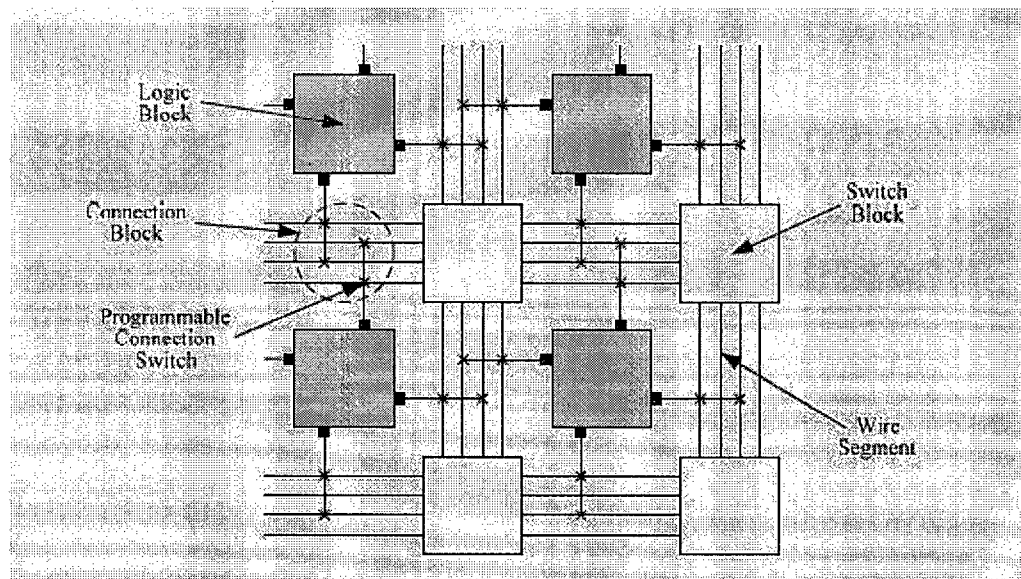 Logic
Block
Connection
Block
Switch
Block
Programmable
Connection
Switch
Wire
Segment